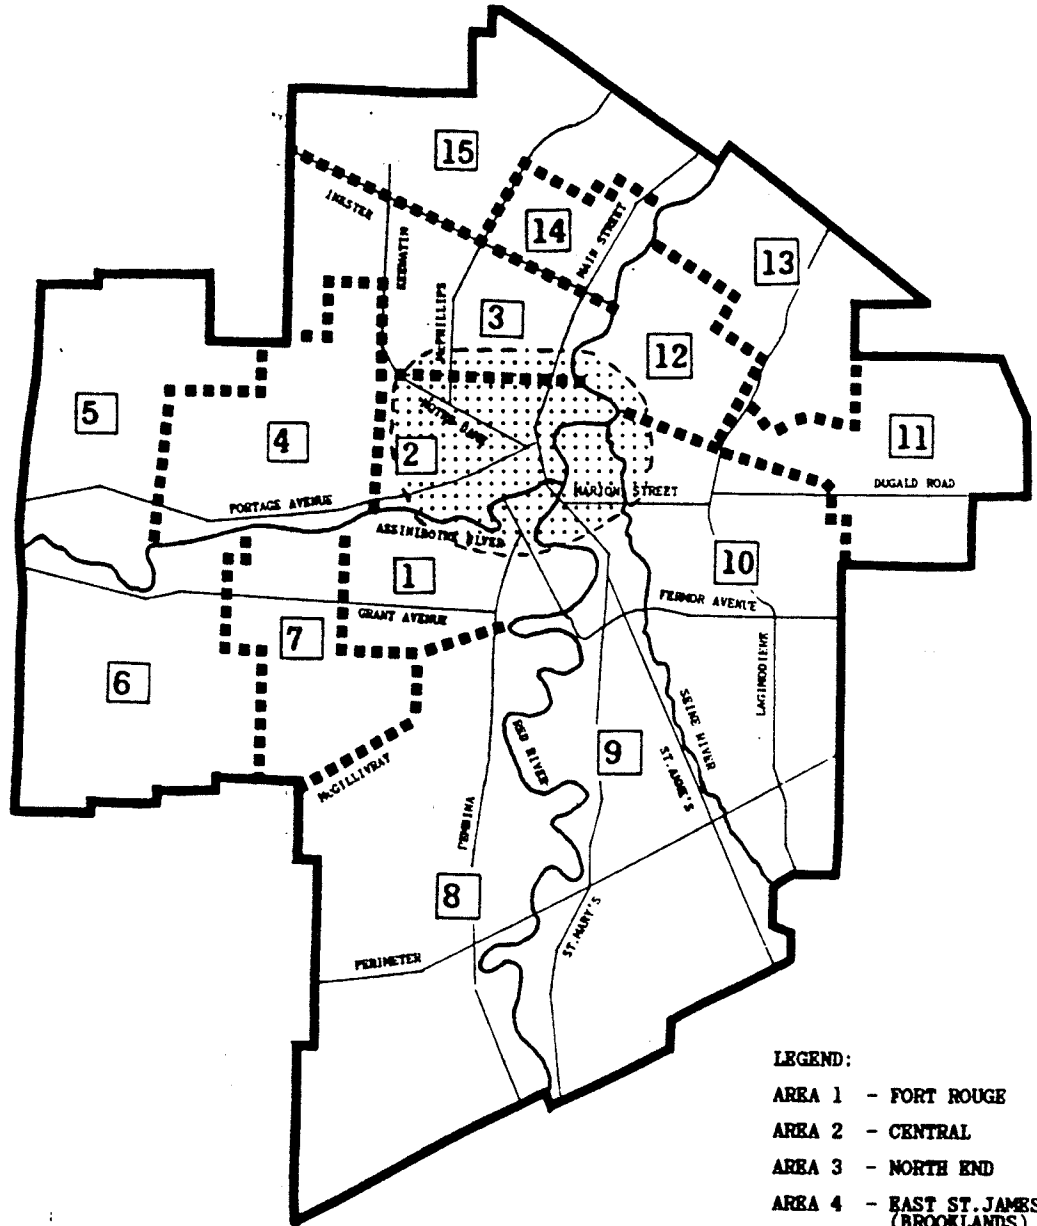 15
INKSTER
14
MAIN STREET
13
KEEWATIN
McPHILLIPS
3
12
5
4
NOTRE DAME
2
11
PORTAGE AVENUE
MARION STREET
DUGALD ROAD
ASSINIBOINE RIVER
1
10
GRANT AVENUE
FERMOR AVENUE
7
6
LAGIMODIERE
SEINE RIVER
RED RIVER
9
ST.ANNE'S
McGILLIVRAY
PEMBINA
8
ST.MARY'S
PERIMETER
LEGEND:
AREA 1 - FORT ROUGE
AREA 2 - CENTRAL
AREA 3 - NORTH END
AREA 4 - EAST ST.JAMES
(BROOKLANDS)